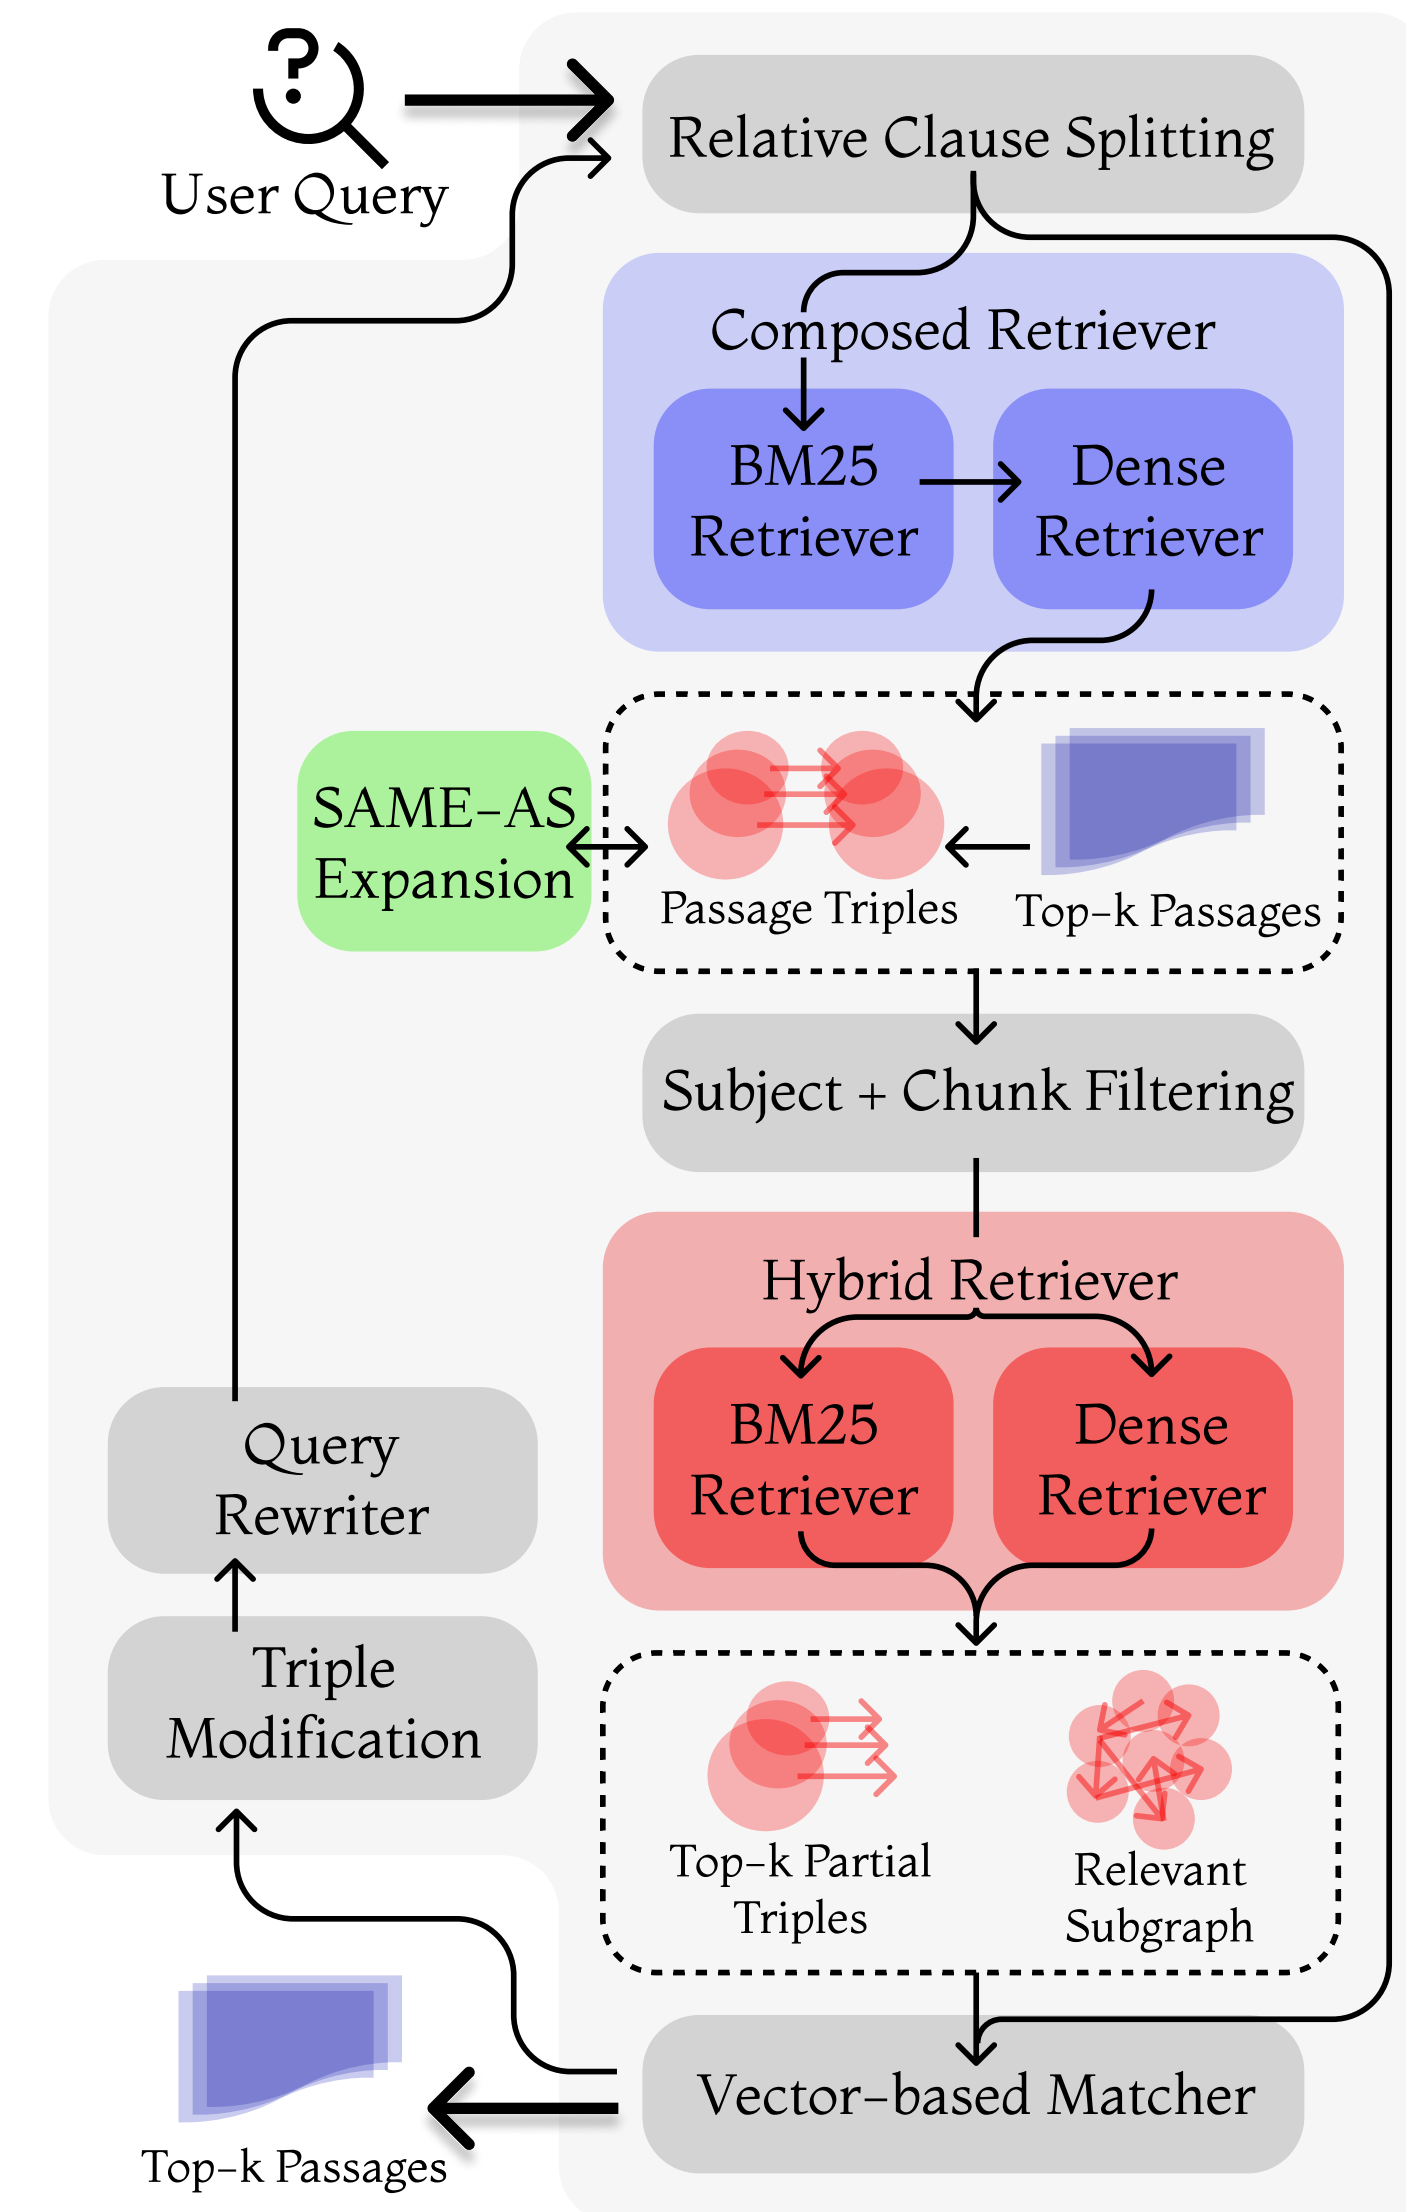 ?
User Query
Relative Clause Splitting
Composed Retriever
BM25
Retriever
Dense
Retriever
SAME-AS
Expansion
Passage Triples
Top-k Passages
Subject + Chunk Filtering
Hybrid Retriever
BM25
Retriever
Dense
Retriever
Query
Rewriter
Triple
Modification
Top-k Partial
Triples
Relevant
Subgraph
Vector-based Matcher
Top-k Passages